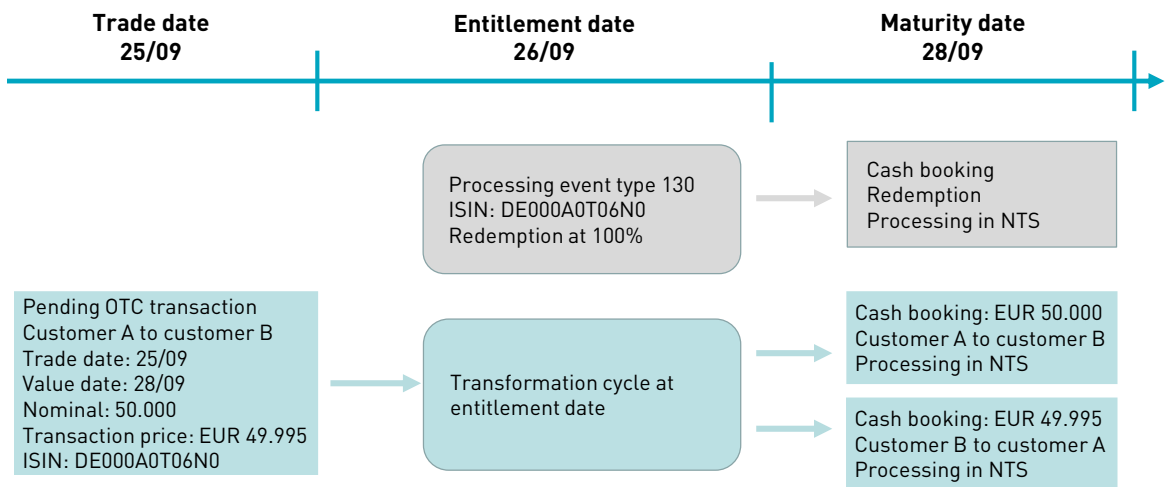 Trade date
25/09
Entitlement date
26/09
Maturity date
28/09
Processing event type 130
ISIN: DE000A0T06N0
Redemption at 100%
Cash booking
Redemption
Processing in NTS
Pending OTC transaction
Customer A to customer B
Trade date: 25/09
Value date: 28/09
Nominal: 50.000
Transaction price: EUR 49.995
ISIN: DE000A0T06N0
Transformation cycle at
entitlement date
Cash booking: EUR 50.000
Customer A to customer B
Processing in NTS
Cash booking: EUR 49.995
Customer B to customer A
Processing in NTS